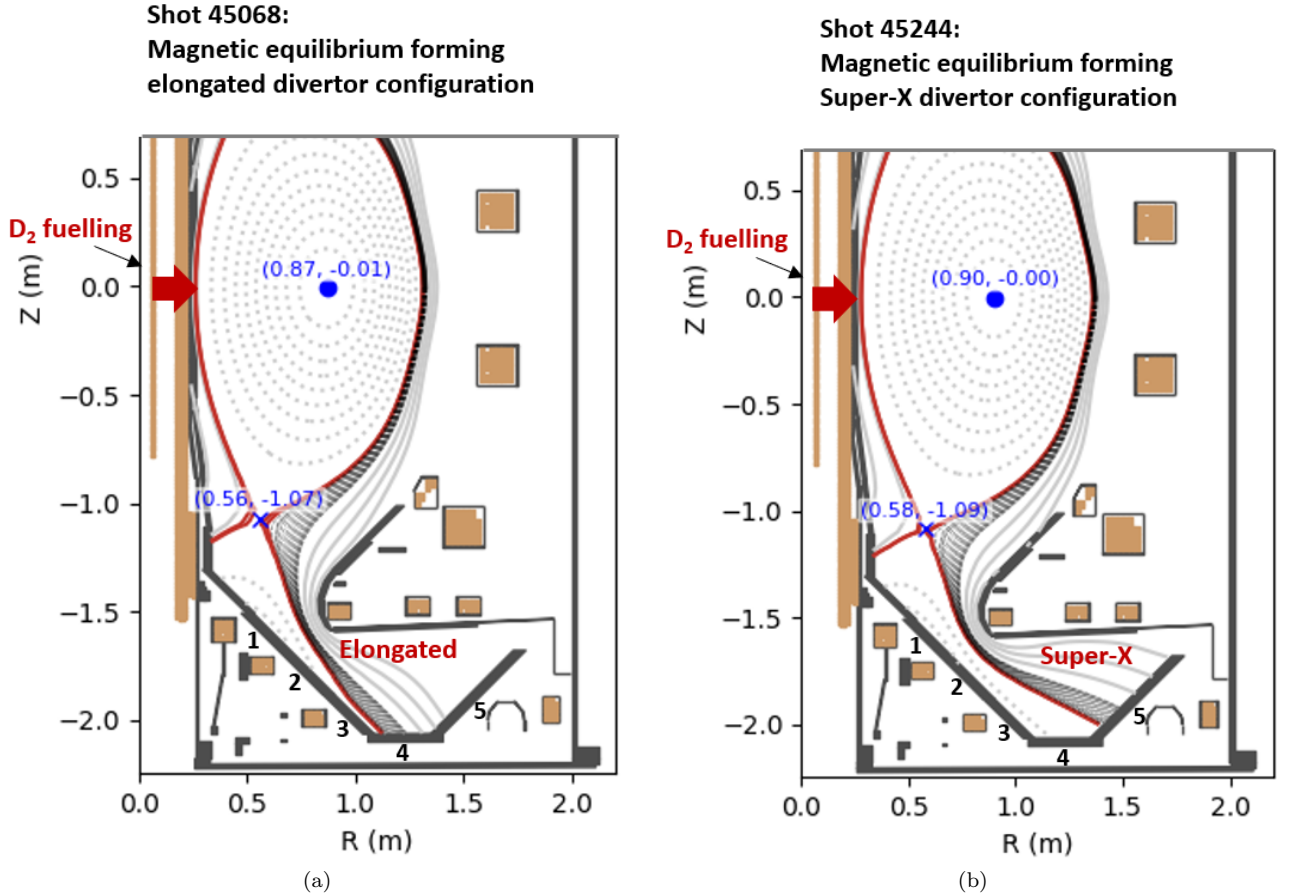 Shot 45068:
Magnetic equilibrium forming
elongated divertor configuration
D₂ fuelling
Z (m)
0.5
0.0
−0.5
−1.0
−1.5
−2.0
(0.87, -0.01)
(0.56, -1.07)
Elongated
1
2
3
4
5
0.0 0.5 1.0 1.5 2.0
R (m)
(a)
Shot 45244:
Magnetic equilibrium forming
Super-X divertor configuration
D₂ fuelling
Z (m)
0.5
0.0
−0.5
−1.0
−1.5
−2.0
(0.90, -0.00)
(0.58, -1.09)
Super-X
1
2
3
4
5
0.0 0.5 1.0 1.5 2.0
R (m)
(b)